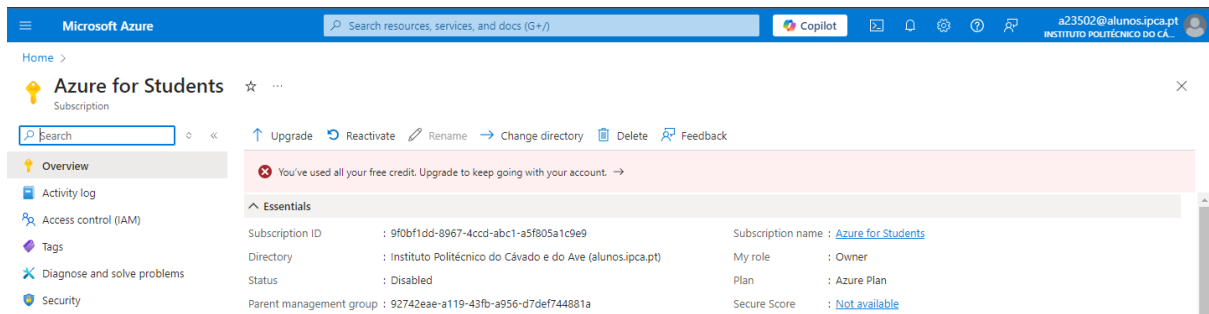 Microsoft Azure
Search resources, services, and docs (G+/)
Copilot
a23502@alunos.ipca.pt
INSTITUTO POLITÉCNICO DO CÁ...
Home >
Azure for Students
Subscription
Search
Upgrade
Reactivate
Rename
Change directory
Delete
Feedback
Overview
Activity log
Access control (IAM)
Tags
Diagnose and solve problems
Security
You've used all your free credit. Upgrade to keep going with your account. →
Essentials
Subscription ID : 9f0bf1dd-8967-4ccd-abc1-a5f805a1c9e9
Subscription name : Azure for Students
Directory : Instituto Politécnico do Cávado e do Ave (alunos.ipca.pt)
My role : Owner
Status : Disabled
Plan : Azure Plan
Parent management group : 92742eae-a119-43fb-a956-d7def744881a
Secure Score : Not available